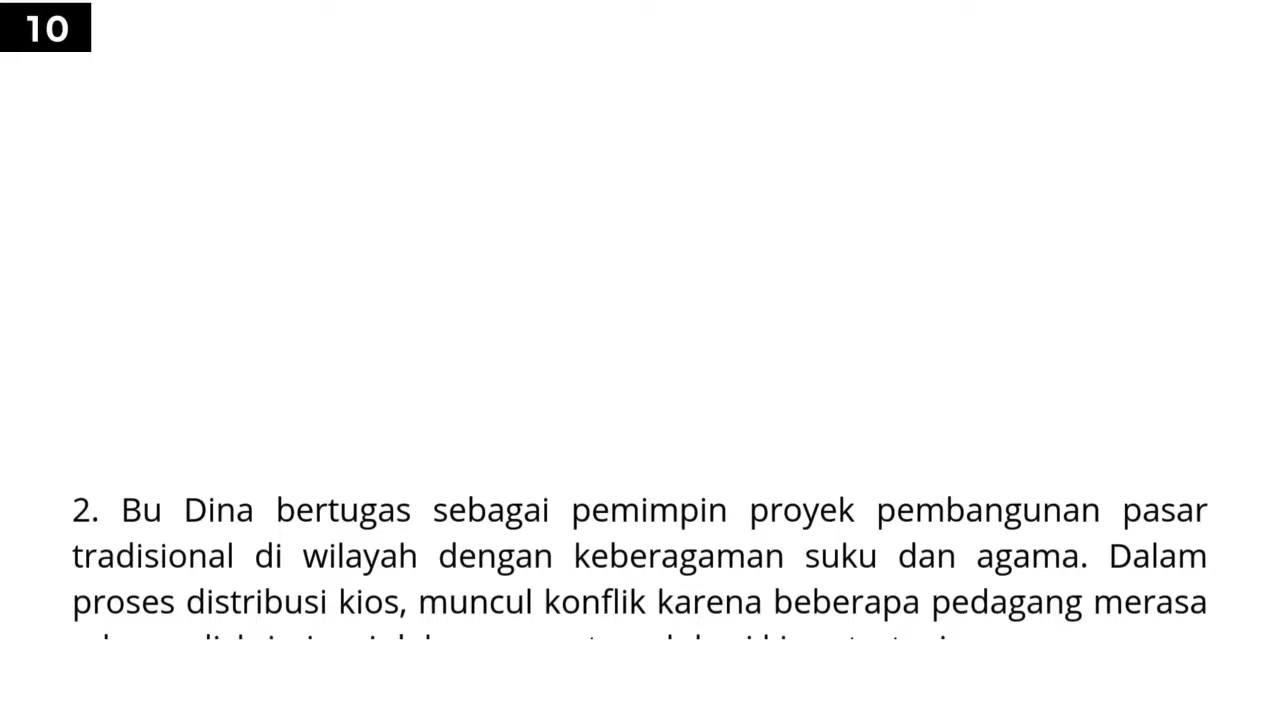 10
2. Bu Dina bertugas sebagai pemimpin proyek pembangunan pasar
tradisional di wilayah dengan keberagaman suku dan agama. Dalam
proses distribusi kios, muncul konflik karena beberapa pedagang merasa